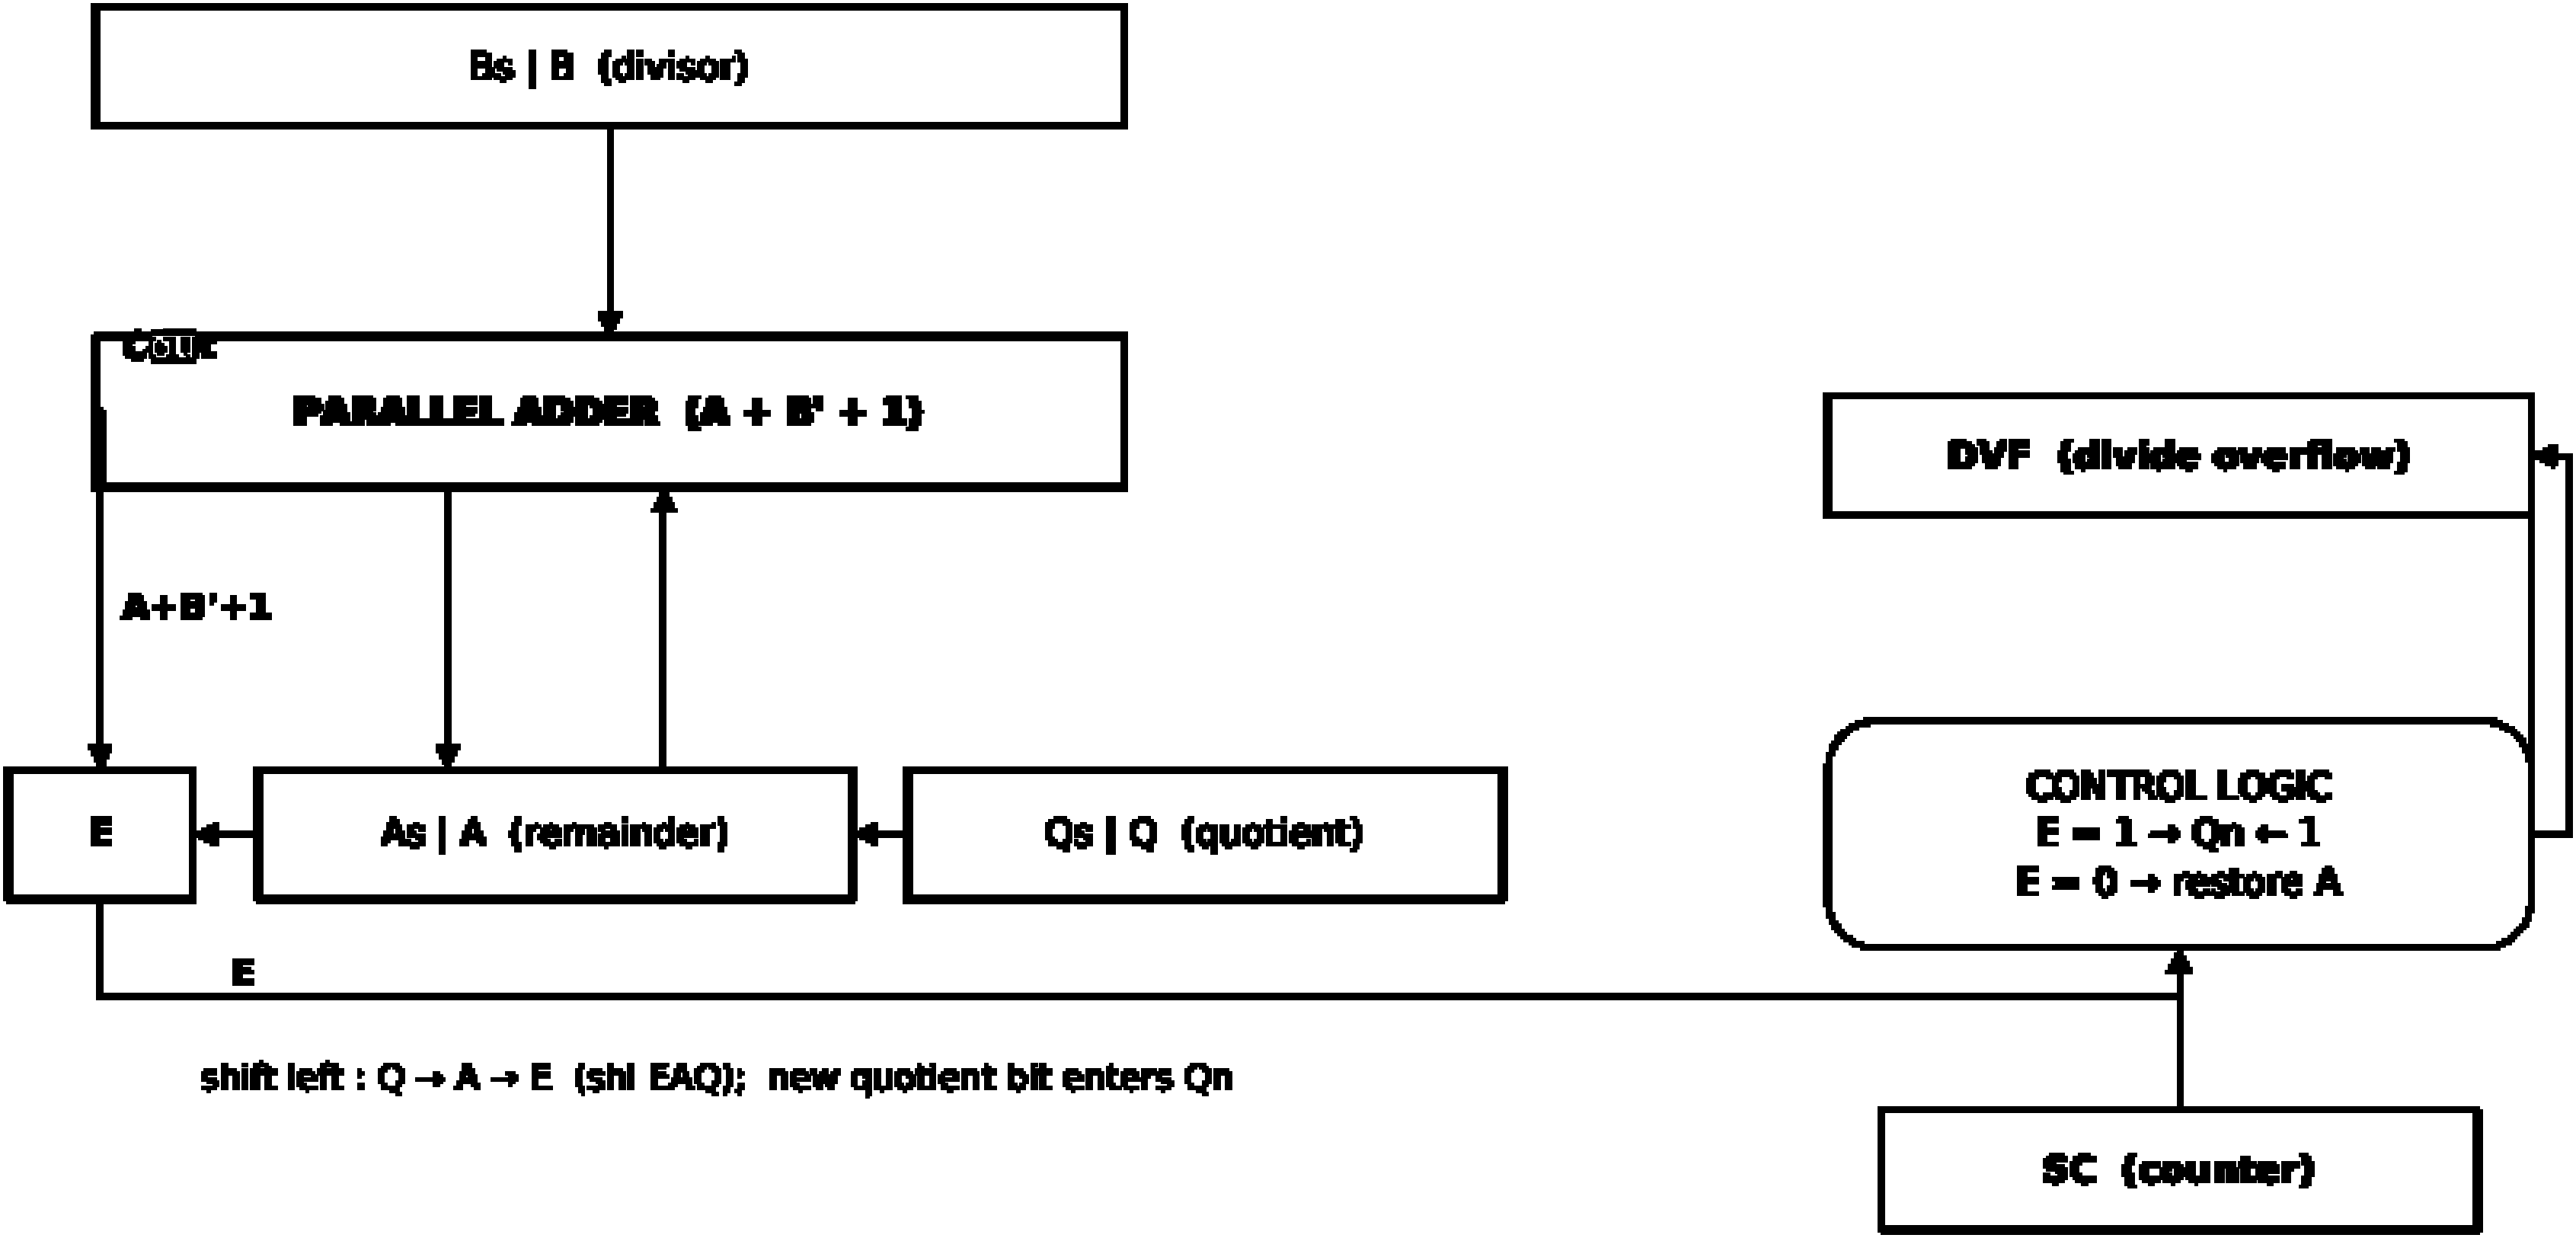 Bs | B (divisor)
Cout
PARALLEL ADDER (A + B' + 1)
DVF (divide overflow)
A+B'+1
E
As | A (remainder)
Qs | Q (quotient)
CONTROL LOGIC
E = 1 → Qn ← 1
E = 0 → restore A
E
shift left : Q → A → E (shl EAQ); new quotient bit enters Qn
SC (counter)